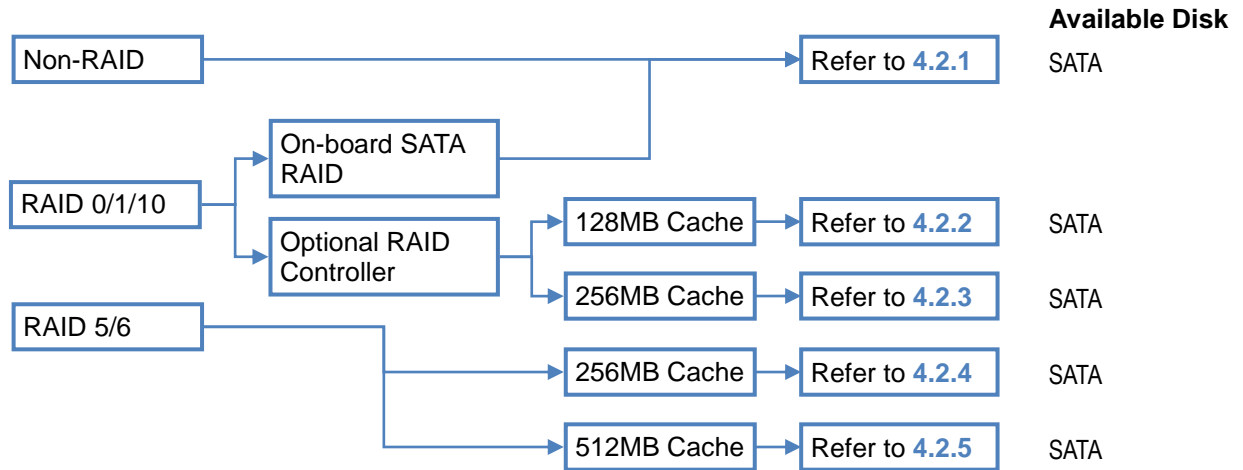 Available Disk
Non-RAID
Refer to 4.2.1
SATA
On-board SATA
RAID
RAID 0/1/10
128MB Cache
Refer to 4.2.2
SATA
Optional RAID
Controller
256MB Cache
Refer to 4.2.3
SATA
RAID 5/6
256MB Cache
Refer to 4.2.4
SATA
512MB Cache
Refer to 4.2.5
SATA